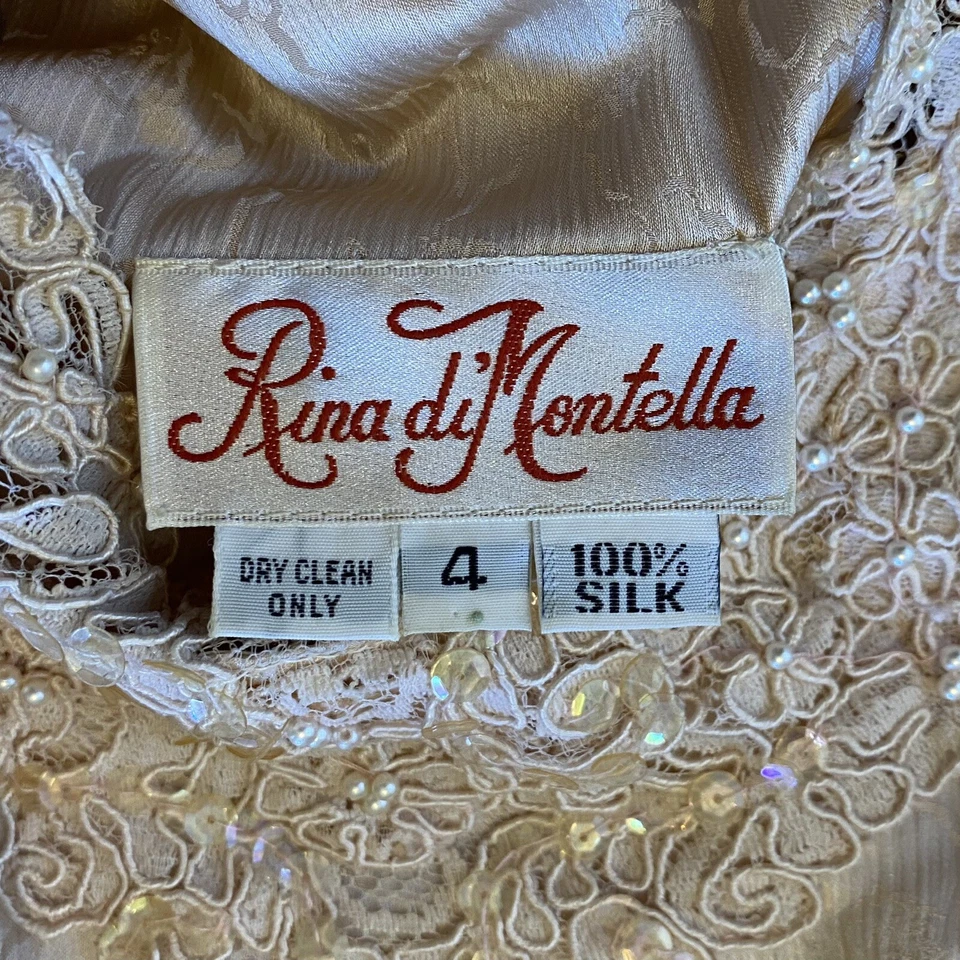 Rina di Montella
DRY CLEAN
ONLY
4
100%
SILK